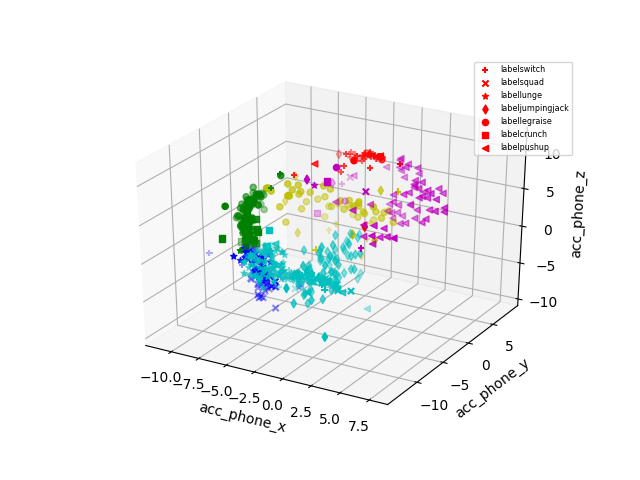 labelswitch
labelsquad
labellunge
labeljumpingjack
labellegraise
labelcrunch
labelpushup
10
5
0
−5
−10
acc_phone_z
5
0
−5
−10
acc_phone_y
−10.0
−7.5
−5.0
−2.5
0.0
2.5
5.0
7.5
acc_phone_x